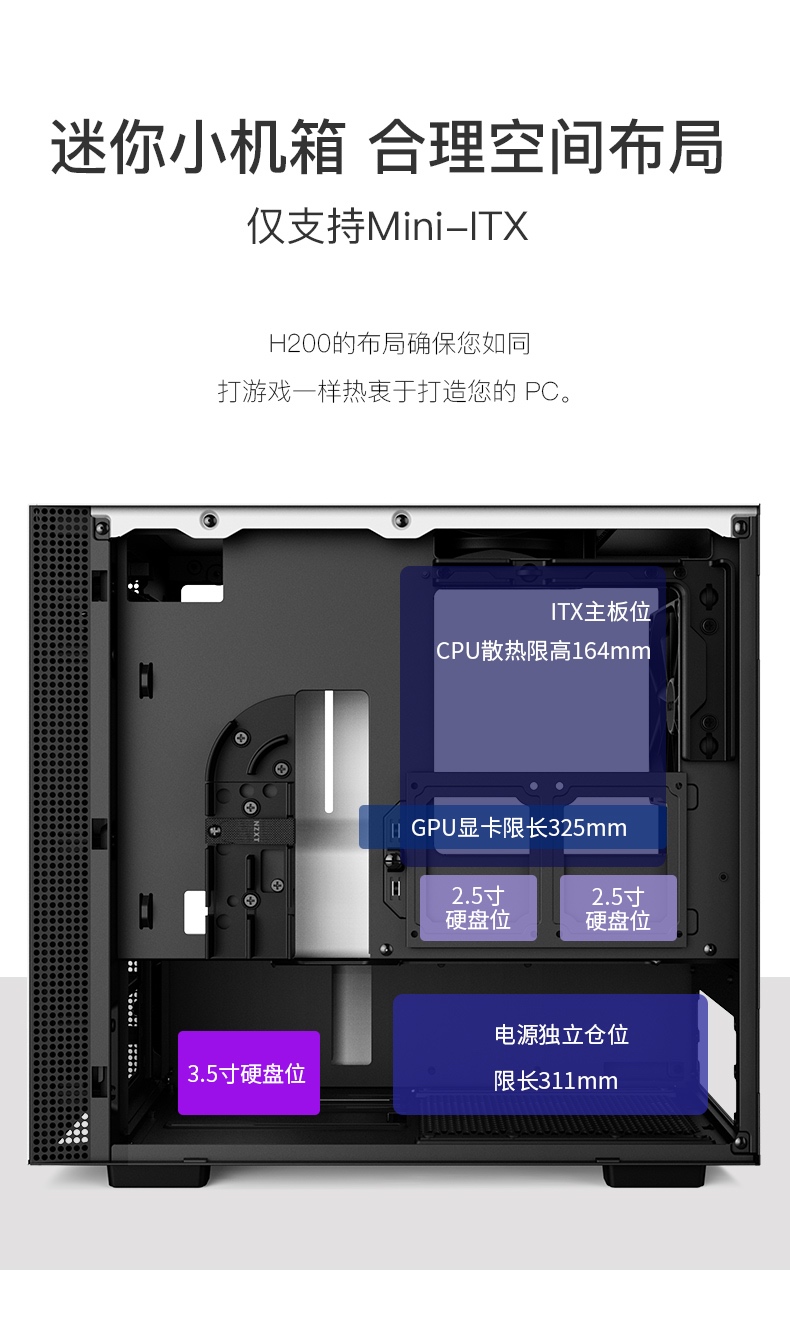 迷你小机箱 合理空间布局
仅支持Mini-ITX
H200的布局确保您如同
打游戏一样热衷于打造您的 PC。
ITX主板位
CPU散热限高164mm
NZXT
GPU显卡限长325mm
2.5寸
硬盘位
2.5寸
硬盘位
电源独立仓位
限长311mm
3.5寸硬盘位